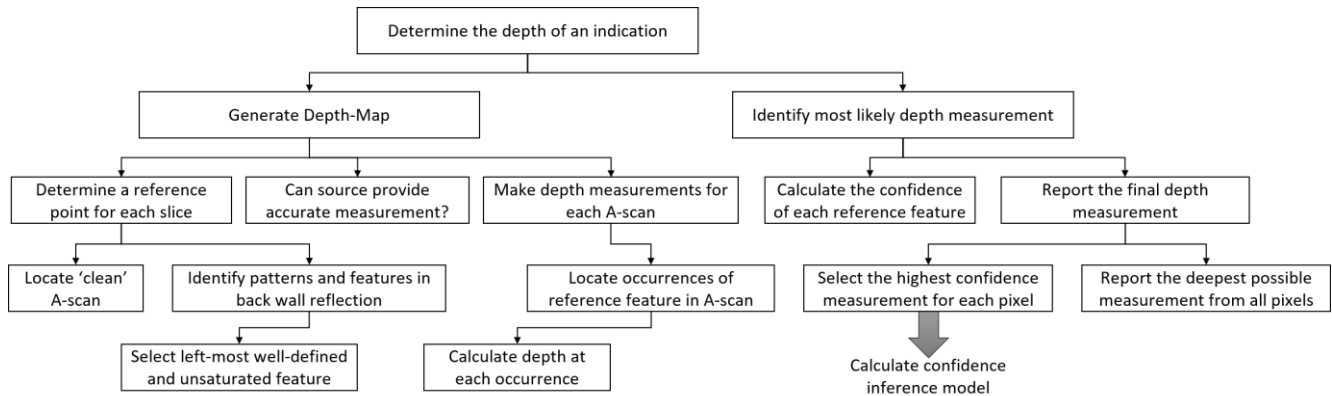 Determine the depth of an indication
Generate Depth-Map
Identify most likely depth measurement
Determine a reference
point for each slice
Can source provide
accurate measurement?
Make depth measurements for
each A-scan
Calculate the confidence
of each reference feature
Report the final depth
measurement
Locate ‘clean’
A-scan
Identify patterns and features in
back wall reflection
Locate occurrences of
reference feature in A-scan
Select the highest confidence
measurement for each pixel
Report the deepest possible
measurement from all pixels
Select left-most well-defined
and unsaturated feature
Calculate depth at
each occurrence
Calculate confidence
inference model